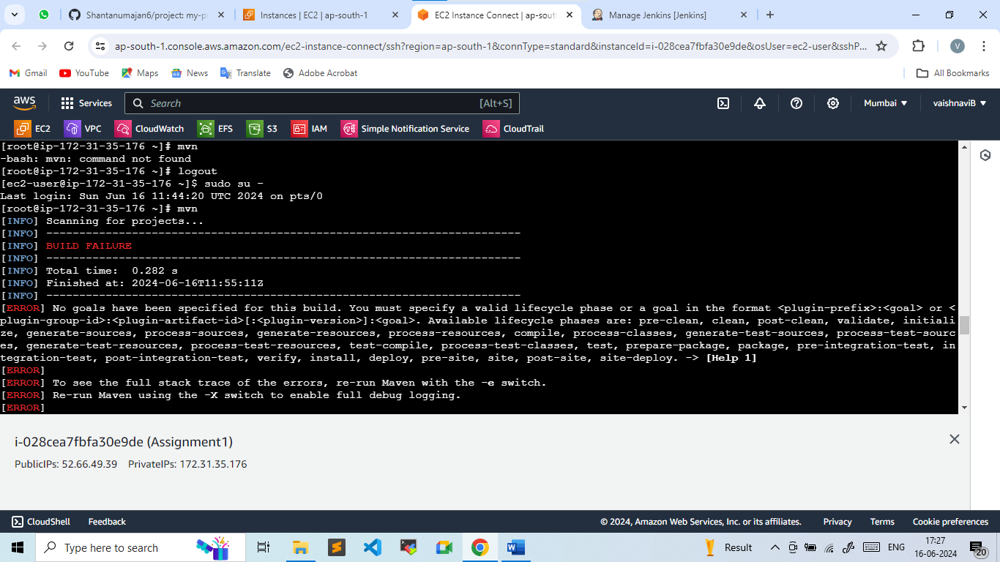 Shantanumajan6/project: my-pr
Instances | EC2 | ap-south-1
EC2 Instance Connect | ap-sout
Manage Jenkins [Jenkins]
ap-south-1.console.aws.amazon.com/ec2-instance-connect/ssh?region=ap-south-1&connType=standard&instanceId=i-028cea7fbfa30e9de&osUser=ec2-user&sshP...
V
Gmail
YouTube
Maps
News
Translate
Adobe Acrobat
All Bookmarks
aws
Services
Search
[Alt+S]
Mumbai
vaishnaviB
EC2
VPC
CloudWatch
EFS
S3
IAM
Simple Notification Service
CloudTrail
[root@ip-172-31-35-176 ~]# mvn
-bash: mvn: command not found
[root@ip-172-31-35-176 ~]# logout
[ec2-user@ip-172-31-35-176 ~]$ sudo su -
Last login: Sun Jun 16 11:44:20 UTC 2024 on pts/0
[root@ip-172-31-35-176 ~]# mvn
[INFO] Scanning for projects...
[INFO] ------------------------------------------------------------------------
[INFO] BUILD FAILURE
[INFO] ------------------------------------------------------------------------
[INFO] Total time:  0.282 s
[INFO] Finished at: 2024-06-16T11:55:11Z
[INFO] ------------------------------------------------------------------------
[ERROR] No goals have been specified for this build. You must specify a valid lifecycle phase or a goal in the format <plugin-prefix>:<goal> or <
plugin-group-id>:<plugin-artifact-id>[:<plugin-version>]:<goal>. Available lifecycle phases are: pre-clean, clean, post-clean, validate, initiali
ze, generate-sources, process-sources, generate-resources, process-resources, compile, process-classes, generate-test-sources, process-test-sourc
es, generate-test-resources, process-test-resources, test-compile, process-test-classes, test, prepare-package, package, pre-integration-test, in
tegration-test, post-integration-test, verify, install, deploy, pre-site, site, post-site, site-deploy. -> [Help 1]
[ERROR]
[ERROR] To see the full stack trace of the errors, re-run Maven with the -e switch.
[ERROR] Re-run Maven using the -X switch to enable full debug logging.
[ERROR]
i-028cea7fbfa30e9de (Assignment1)
PublicIPs: 52.66.49.39 PrivateIPs: 172.31.35.176
CloudShell
Feedback
© 2024, Amazon Web Services, Inc. or its affiliates.
Privacy
Terms
Cookie preferences
Type here to search
Result
ENG
17:27
16-06-2024
20